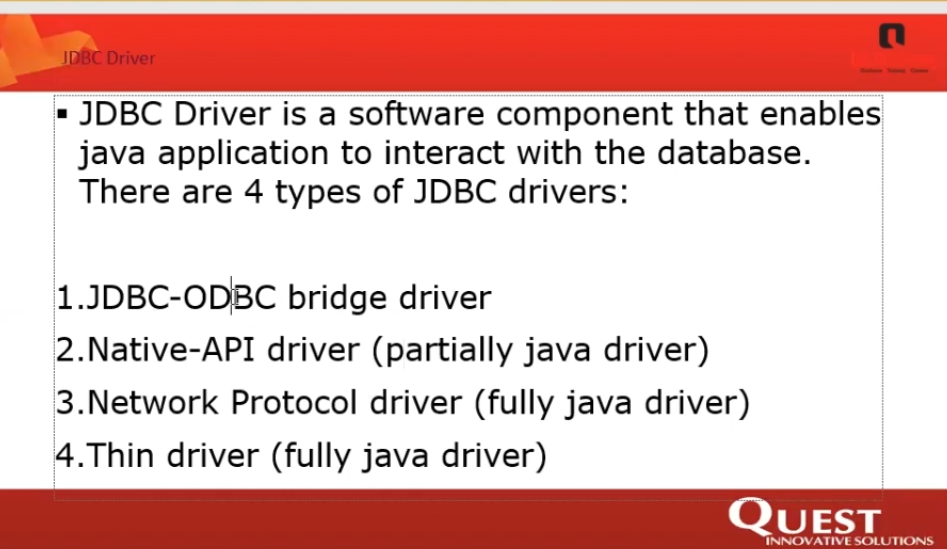 JDBC Driver
▪ JDBC Driver is a software component that enables
java application to interact with the database.
There are 4 types of JDBC drivers:
1.JDBC-ODBC bridge driver
2.Native-API driver (partially java driver)
3.Network Protocol driver (fully java driver)
4.Thin driver (fully java driver)
QUEST
INNOVATIVE SOLUTIONS